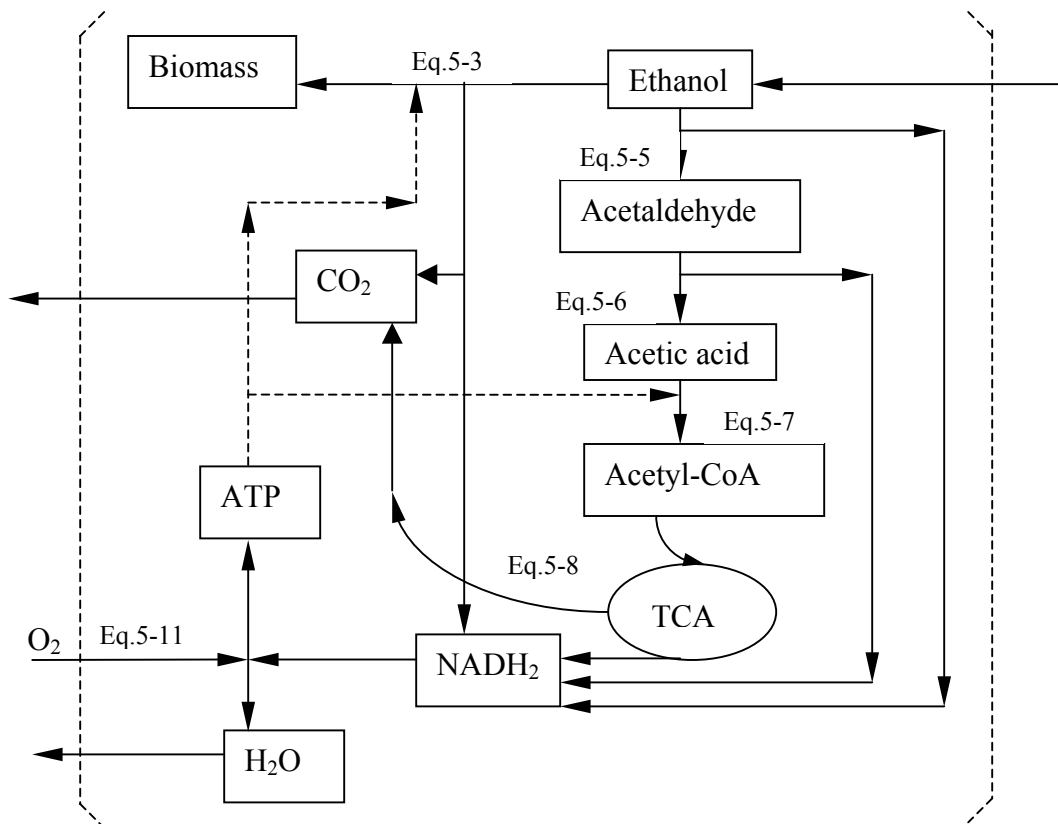 Eq.5-3
Biomass
Ethanol
Eq.5-5
Acetaldehyde
CO₂
Eq.5-6
Acetic acid
Eq.5-7
ATP
Acetyl-CoA
Eq.5-8
TCA
O₂
Eq.5-11
NADH₂
H₂O